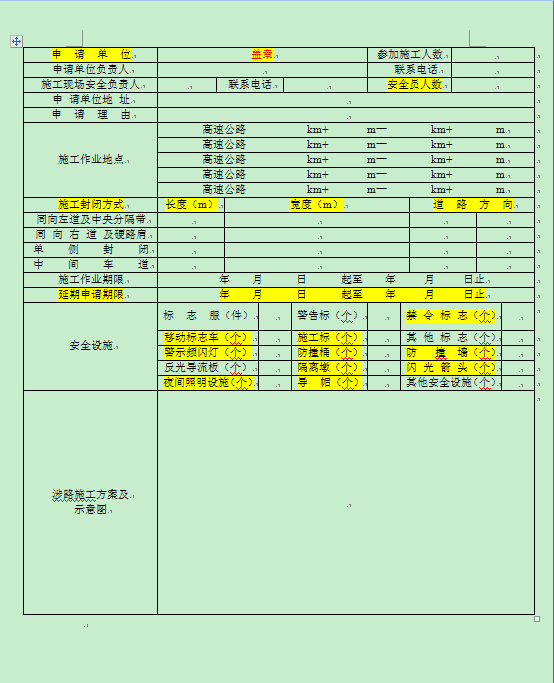 申请单位 盖章 参加施工人数
申请单位负责人 联系电话
施工现场安全负责人 联系电话 安全员人数
申请单位地址
申请理由
高速公路 km+ m— km+ m
高速公路 km+ m— km+ m
施工作业地点 高速公路 km+ m— km+ m
高速公路 km+ m— km+ m
高速公路 km+ m— km+ m
施工封闭方式 长度（m） 宽度（m） 道路方向
同向左道及中央分隔带
同向右道及硬路肩
单侧封闭
中间车道
施工作业期限 年 月 日 起至 年 月 日止
延期申请期限 年 月 日 起至 年 月 日止
标志服（件） 警告标（个） 禁令标志（个）
移动标志车（个） 施工标（个） 其他标志（个）
安全设施 警示频闪灯（个） 防撞桶（个） 防撞墙（个）
反光导流板（个） 隔离墩（个） 闪光箭头（个）
夜间照明设施（个） 导帽（个） 其他安全设施（个）
涉路施工方案及
示意图